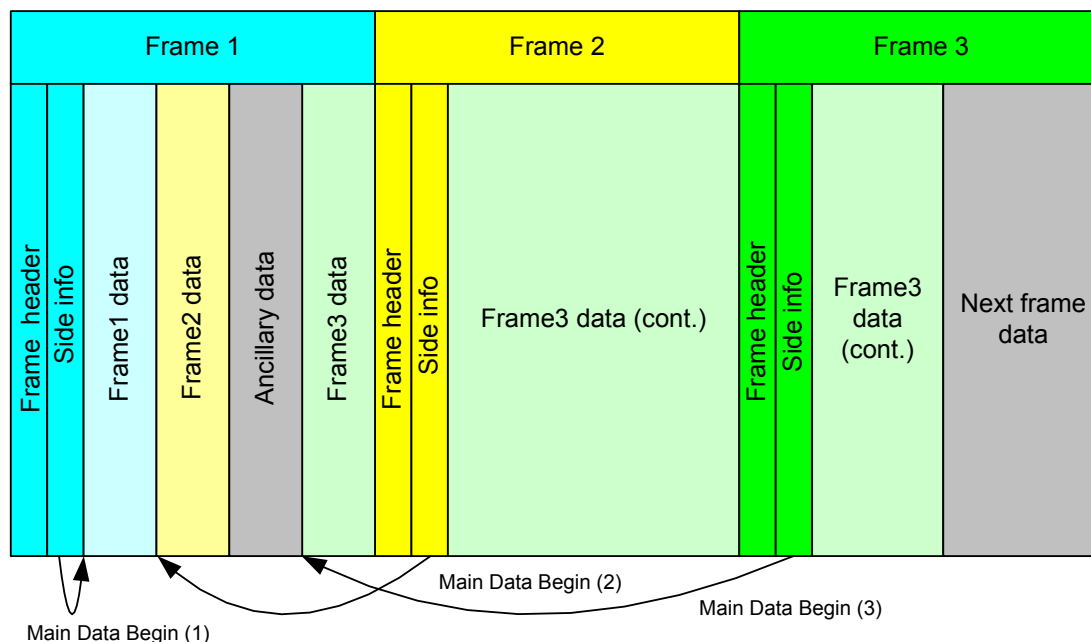 Frame 1
Frame 2
Frame 3
Frame header
Side info
Frame1 data
Frame2 data
Ancillary data
Frame3 data
Frame header
Side info
Frame3 data (cont.)
Frame header
Side info
Frame3
data
(cont.)
Next frame
data
Main Data Begin (1)
Main Data Begin (2)
Main Data Begin (3)